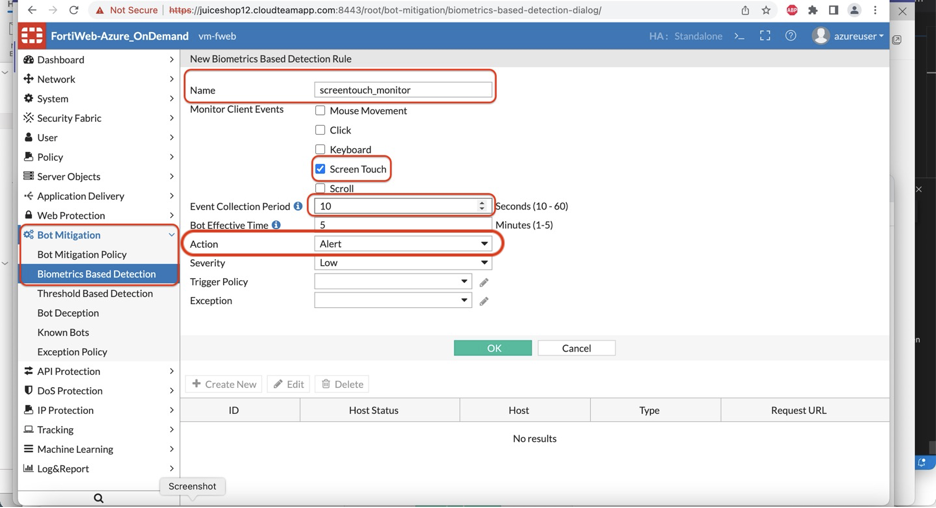 Not Secure | https://juiceshop12.cloudteamapp.com:8443/root/bot-mitigation/biometrics-based-detection-dialog/
ABP
FortiWeb-Azure_OnDemand vm-fweb HA: Standalone >_ azureuser
Dashboard
Network
System
Security Fabric
User
Policy
Server Objects
Application Delivery
Web Protection
Bot Mitigation
Bot Mitigation Policy
Biometrics Based Detection
Threshold Based Detection
Bot Deception
Known Bots
Exception Policy
API Protection
DoS Protection
IP Protection
Tracking
Machine Learning
Log&Report
New Biometrics Based Detection Rule
Name screentouch_monitor
Monitor Client Events Mouse Movement
Click
Keyboard
Screen Touch
Scroll
Event Collection Period 10 Seconds (10 - 60)
Bot Effective Time 5 Minutes (1-5)
Action Alert
Severity Low
Trigger Policy
Exception
OK Cancel
+ Create New Edit Delete
ID Host Status Host Type Request URL
No results
Screenshot